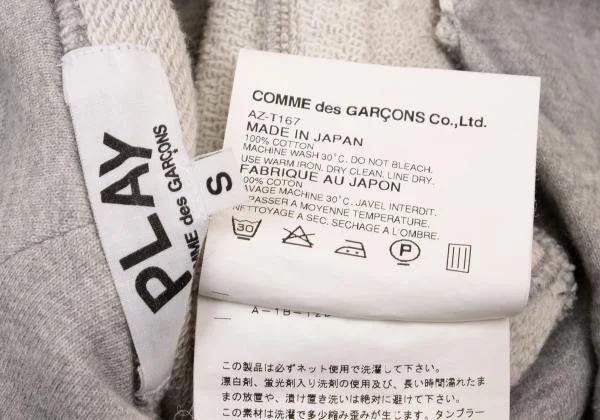 PLAY
COMME des GARÇONS
S
COMME des GARÇONS Co.,Ltd.
AZ-T167
MADE IN JAPAN
100% COTTON
MACHINE WASH 30°C. DO NOT BLEACH.
USE WARM IRON. DRY CLEAN. LINE DRY.
FABRIQUE AU JAPON
00% COTON
AVAGE MACHINE 30°C. JAVEL INTERDIT.
PASSER A MOYENNE TEMPERATURE.
NETTOYAGE A SEC. SECHAGE A L'OMBRE.
30
P
この製品は必ずネット使用で洗濯して下さい。
漂白剤、蛍光剤入り洗剤の使用及び、長い時間濡れたま
まの放置や、漬け置き洗いは絶対に避けて下さい。
この素材は洗濯で多少縮み歪みが生じます。タンブラー